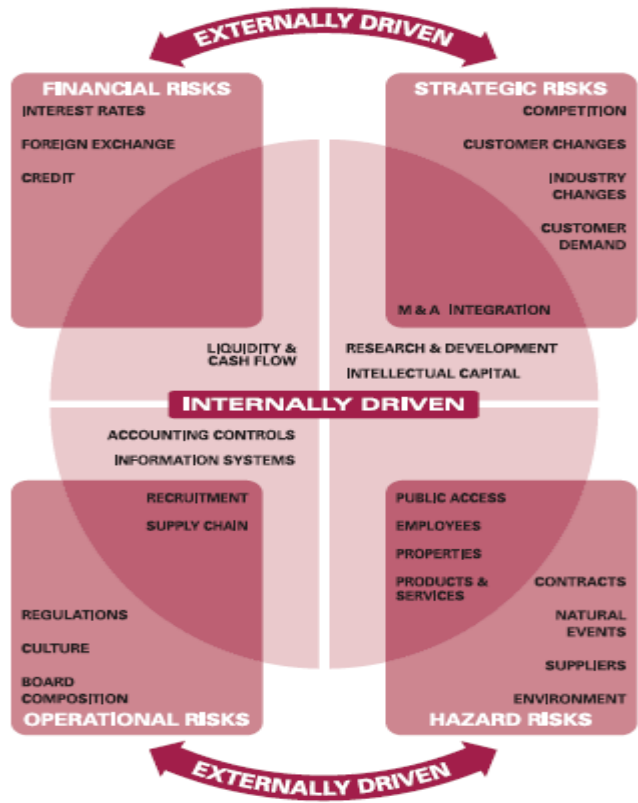 EXTERNALLY DRIVEN
FINANCIAL RISKS
INTEREST RATES
FOREIGN EXCHANGE
CREDIT
STRATEGIC RISKS
COMPETITION
CUSTOMER CHANGES
INDUSTRY
CHANGES
CUSTOMER
DEMAND
M & A INTEGRATION
LIQUIDITY &
CASH FLOW
RESEARCH & DEVELOPMENT
INTELLECTUAL CAPITAL
INTERNALLY DRIVEN
ACCOUNTING CONTROLS
INFORMATION SYSTEMS
RECRUITMENT
SUPPLY CHAIN
REGULATIONS
CULTURE
BOARD
COMPOSITION
OPERATIONAL RISKS
PUBLIC ACCESS
EMPLOYEES
PROPERTIES
PRODUCTS &
SERVICES
CONTRACTS
NATURAL
EVENTS
SUPPLIERS
ENVIRONMENT
HAZARD RISKS
EXTERNALLY DRIVEN